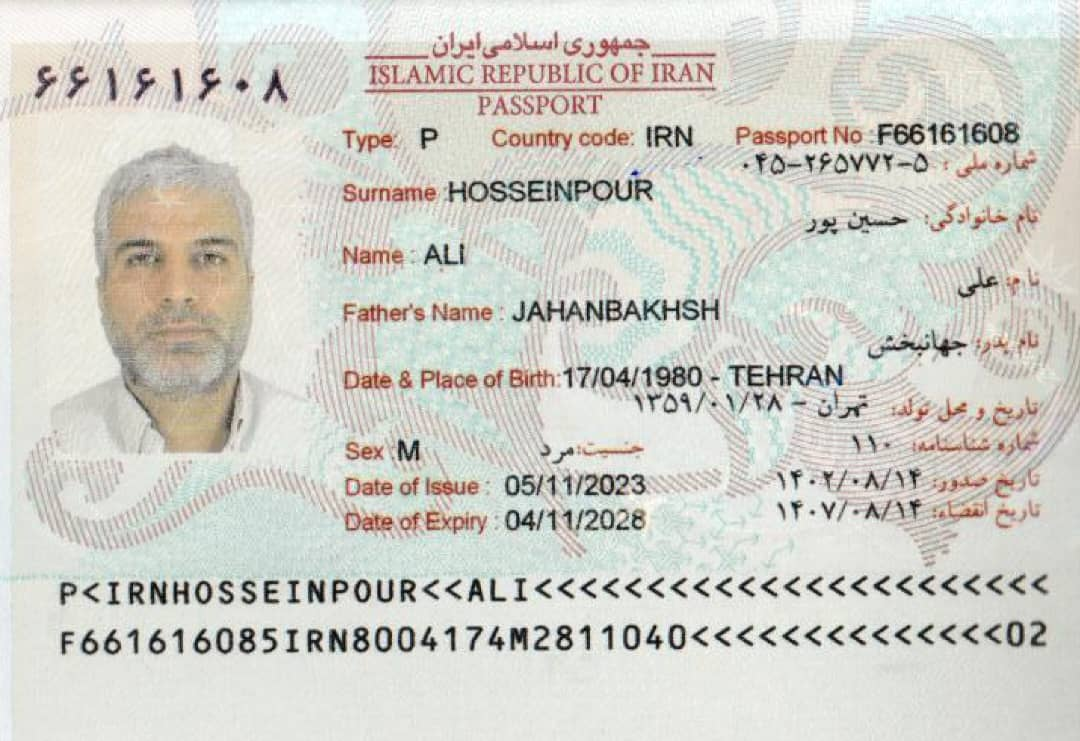 جمهوری اسلامی ایران
ISLAMIC REPUBLIC OF IRAN
PASSPORT
۶۶۱۶۱۶۰۸
Type: P Country code: IRN Passport No : F66161608
شماره ملی : ۰۴۵-۲۶۵۷۷۲-۵
Surname : HOSSEINPOUR
نام خانوادگی: حسین پور
Name : ALI
نام: علی
Father's Name : JAHANBAKHSH
نام پدر: جهانبخش
Date & Place of Birth: 17/04/1980 - TEHRAN
تاریخ و محل تولد: تهران - ۱۳۵۹/۰۱/۲۸
Sex : M
جنسیت: مرد
شماره شناسنامه: ۱۱۰
Date of Issue : 05/11/2023
تاریخ صدور: ۱۴۰۲/۰۸/۱۴
Date of Expiry : 04/11/2028
تاریخ انقضاء: ۱۴۰۷/۰۸/۱۴
P<IRNHOSSEINPOUR<<ALI<<<<<<<<<<<<<<<<<<<<<<<
F661616085IRN8004174M2811040<<<<<<<<<<<<<<02